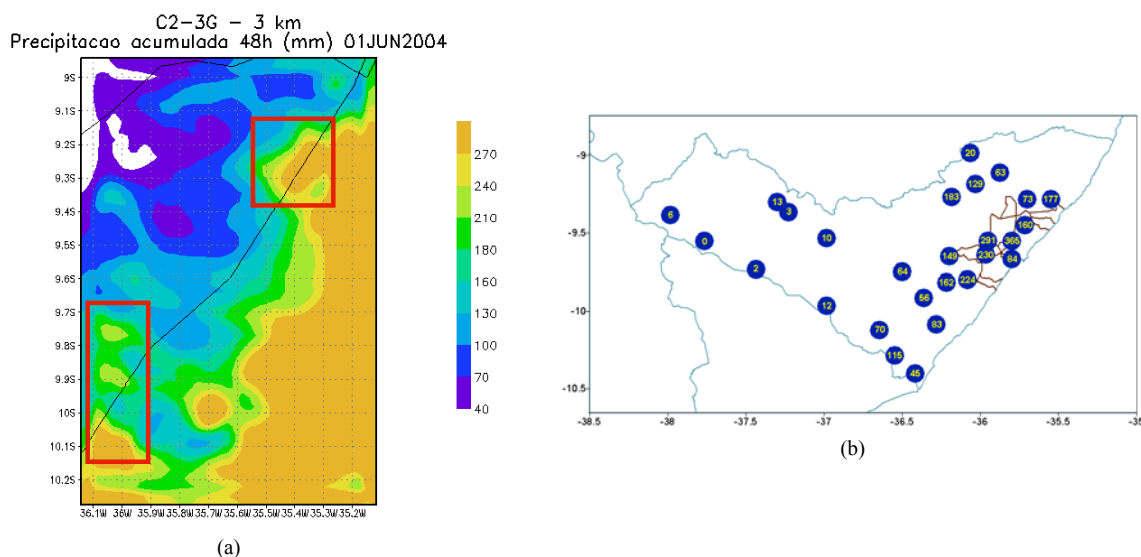 C2-3G - 3 km
Precipitacao acumulada 48h (mm) 01JUN2004
9S
9.1S
9.2S
9.3S
9.4S
9.5S
9.6S
9.7S
9.8S
9.9S
10S
10.1S
10.2S
36.1W 36W 35.9W 35.8W 35.7W 35.6W 35.5W 35.4W 35.3W 35.2W
270
240
210
180
160
130
100
70
40
(a)
-9
-9.5
-10
-10.5
20
63
129
183
73
177
13
3
6
160
10
0
291
365
149
230
84
2
64
162
224
56
12
83
70
115
45
-38.5 -38 -37.5 -37 -36.5 -36 -35.5 -35
(b)